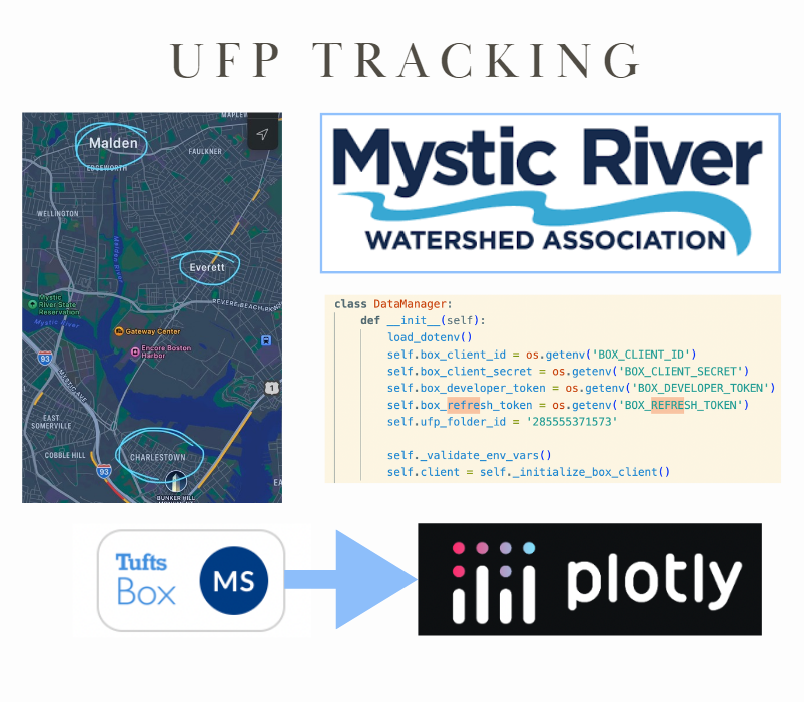 UFP TRACKING
MAPLE
Malden
FAULKNER
EDGEWORTH
WELLINGTON
Malden River
Everett
REVERE BEACH PKWY
Mystic
River State
Reservation
Mystic River
Gateway Center
Encore Boston
Harbor
93
MYSTIC AVE
1
EAST
SOMERVILLE
COBBLE HILL
CHARLESTOWN
93
BUNKER HILL
EA
Mystic River
WATERSHED ASSOCIATION
class DataManager:
def __init__(self):
load_dotenv()
self.box_client_id = os.getenv('BOX_CLIENT_ID')
self.box_client_secret = os.getenv('BOX_CLIENT_SECRET')
self.box_developer_token = os.getenv('BOX_DEVELOPER_TOKEN')
self.box_refresh_token = os.getenv('BOX_REFRESH_TOKEN')
self.ufp_folder_id = '285555371573'
self._validate_env_vars()
self.client = self._initialize_box_client()
Tufts
Box
MS
plotly